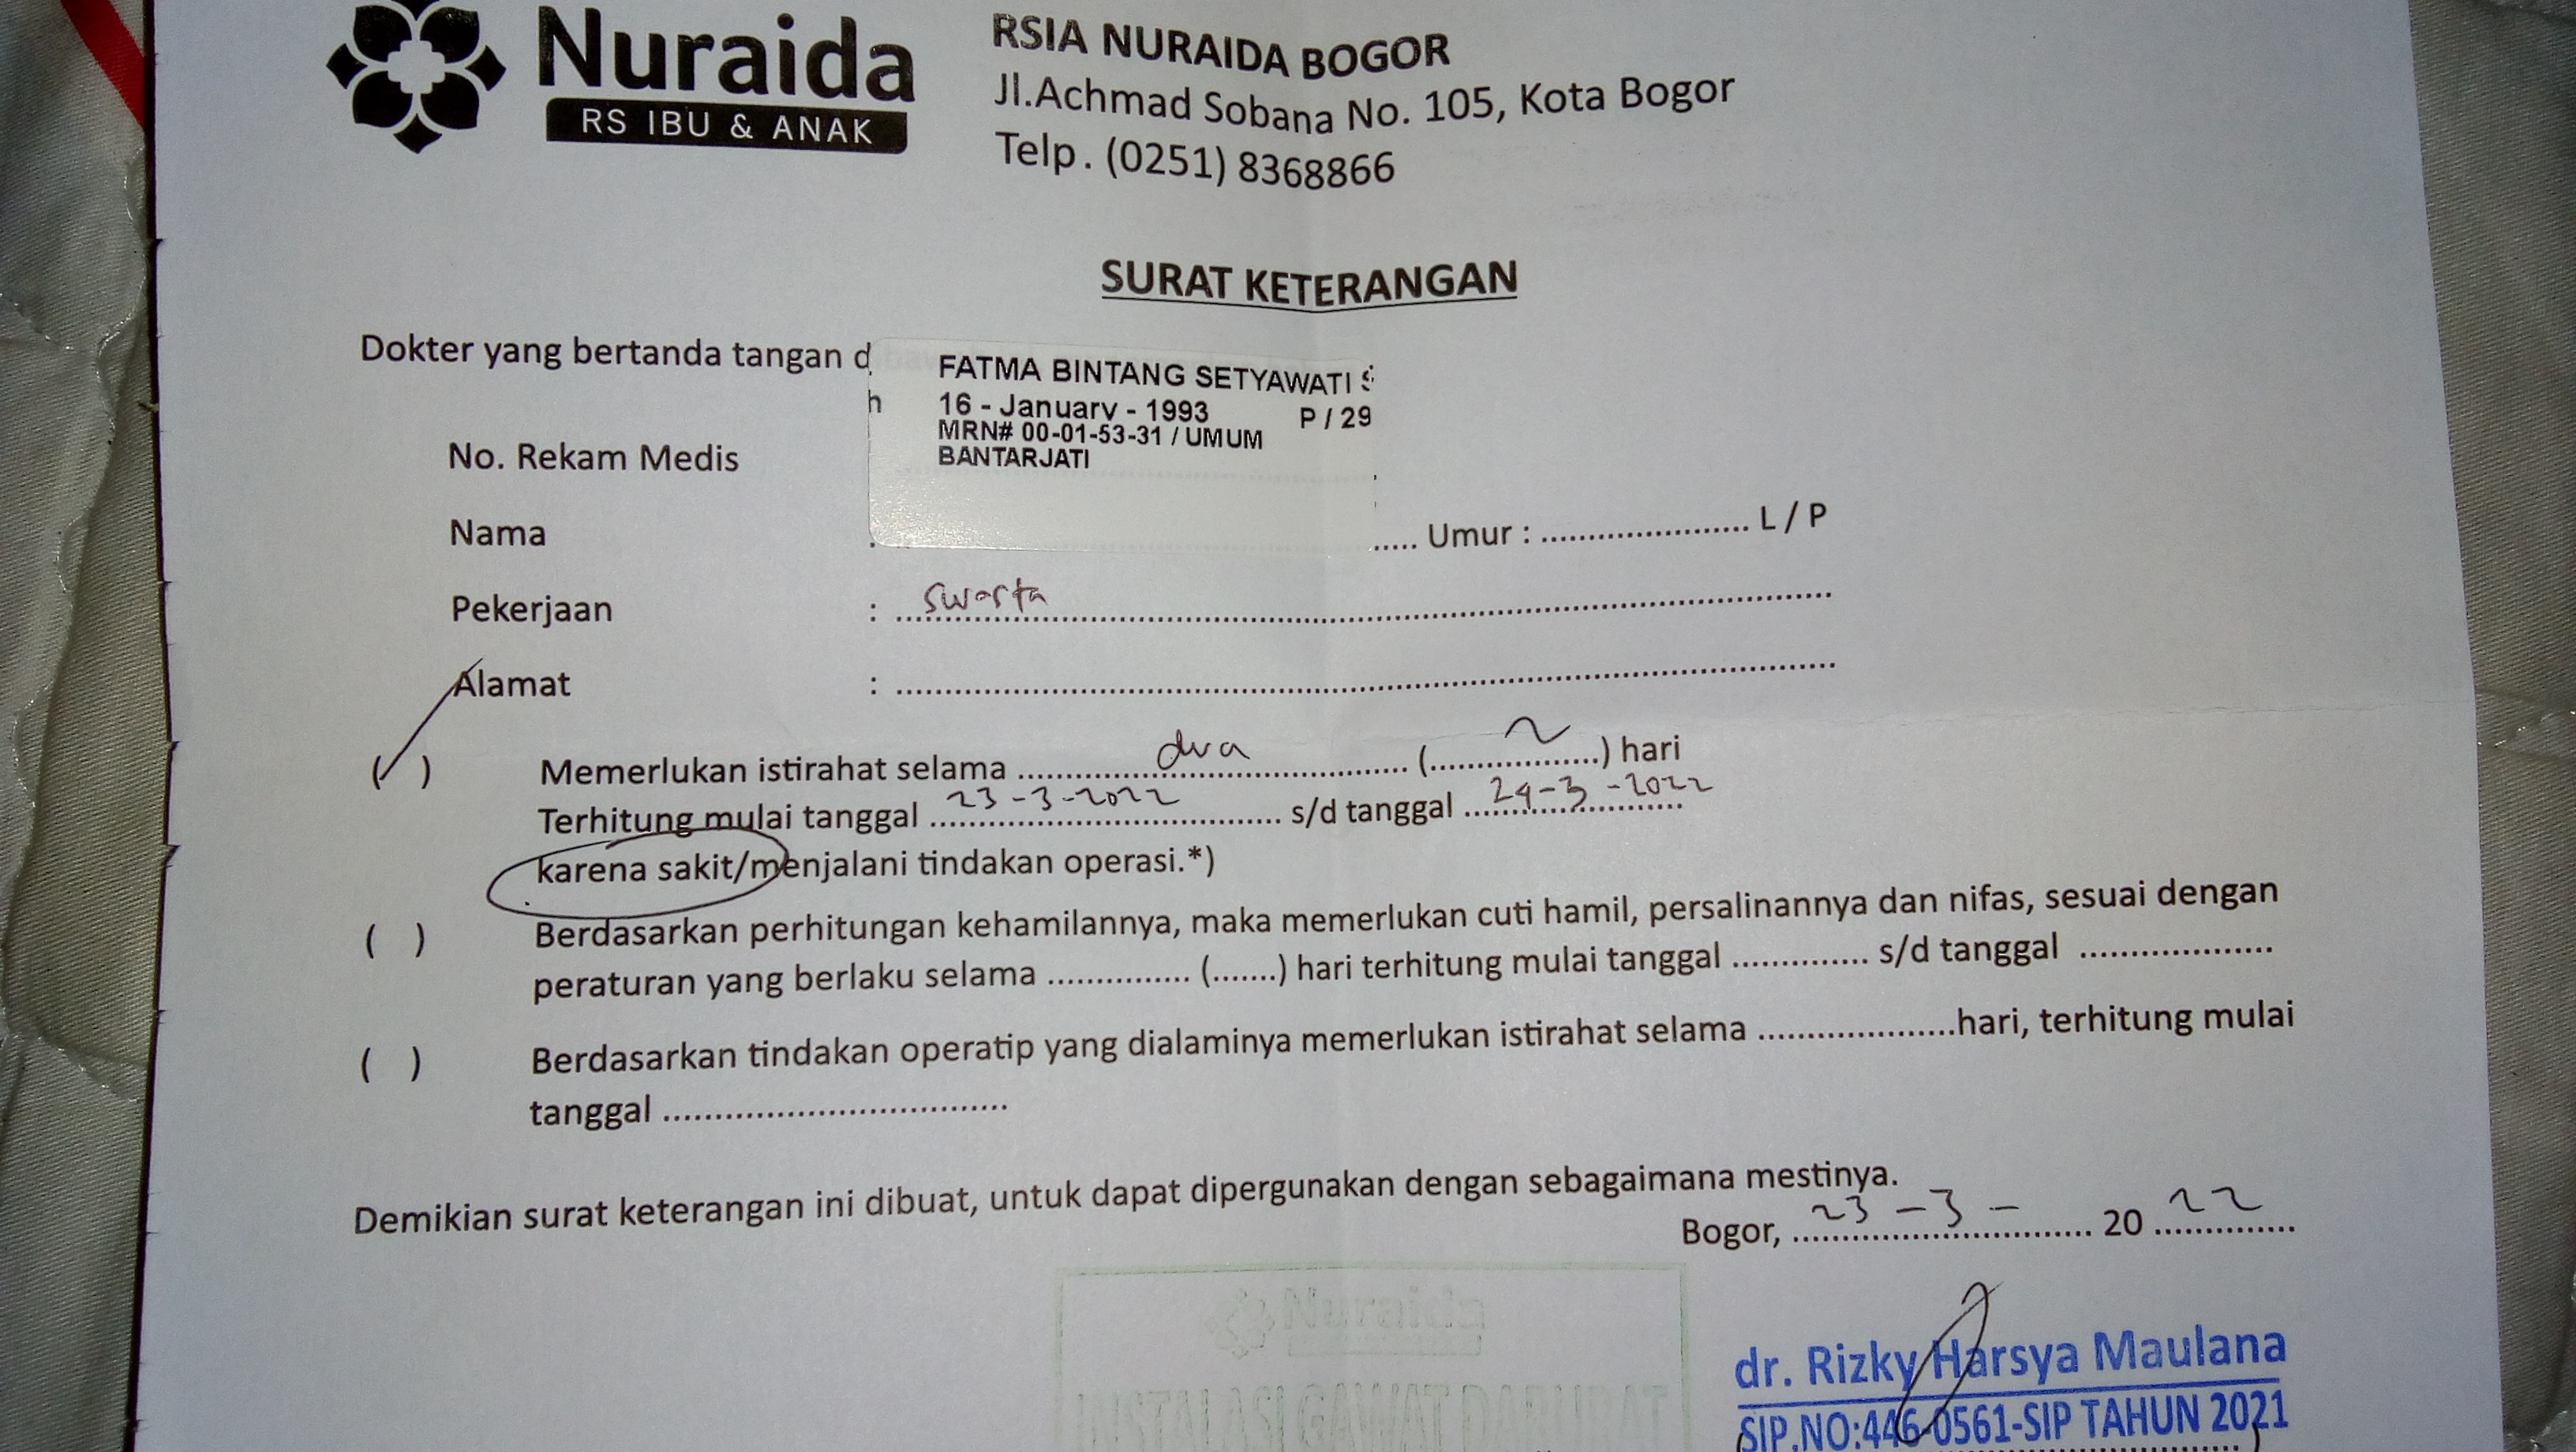 Nuraida
RS IBU & ANAK
RSIA NURAIDA BOGOR
Jl.Achmad Sobana No. 105, Kota Bogor
Telp. (0251) 8368866
SURAT KETERANGAN
Dokter yang bertanda tangan d
FATMA BINTANG SETYAWATI
16 - January - 1993 P / 29
MRN# 00-01-53-31 / UMUM
BANTARJATI
No. Rekam Medis
Nama : ..... Umur : ...................... L / P
Pekerjaan : swasta
Alamat : ....................
( ✓ ) Memerlukan istirahat selama dua (2) hari
Terhitung mulai tanggal 23-3-2022 s/d tanggal 24-3-2022
karena sakit/menjalani tindakan operasi.*)
( ) Berdasarkan perhitungan kehamilannya, maka memerlukan cuti hamil, persalinannya dan nifas, sesuai dengan
peraturan yang berlaku selama ............... (.......) hari terhitung mulai tanggal .............. s/d tanggal ....................
( ) Berdasarkan tindakan operatip yang dialaminya memerlukan istirahat selama .....................hari, terhitung mulai
tanggal ....................................
Demikian surat keterangan ini dibuat, untuk dapat dipergunakan dengan sebagaimana mestinya.
Bogor, 23-3- 2022
Nuraida
INSTALASI GAWAT DARURAT
dr. Rizky Harsya Maulana
SIP.NO:446-0561-SIP TAHUN 2021